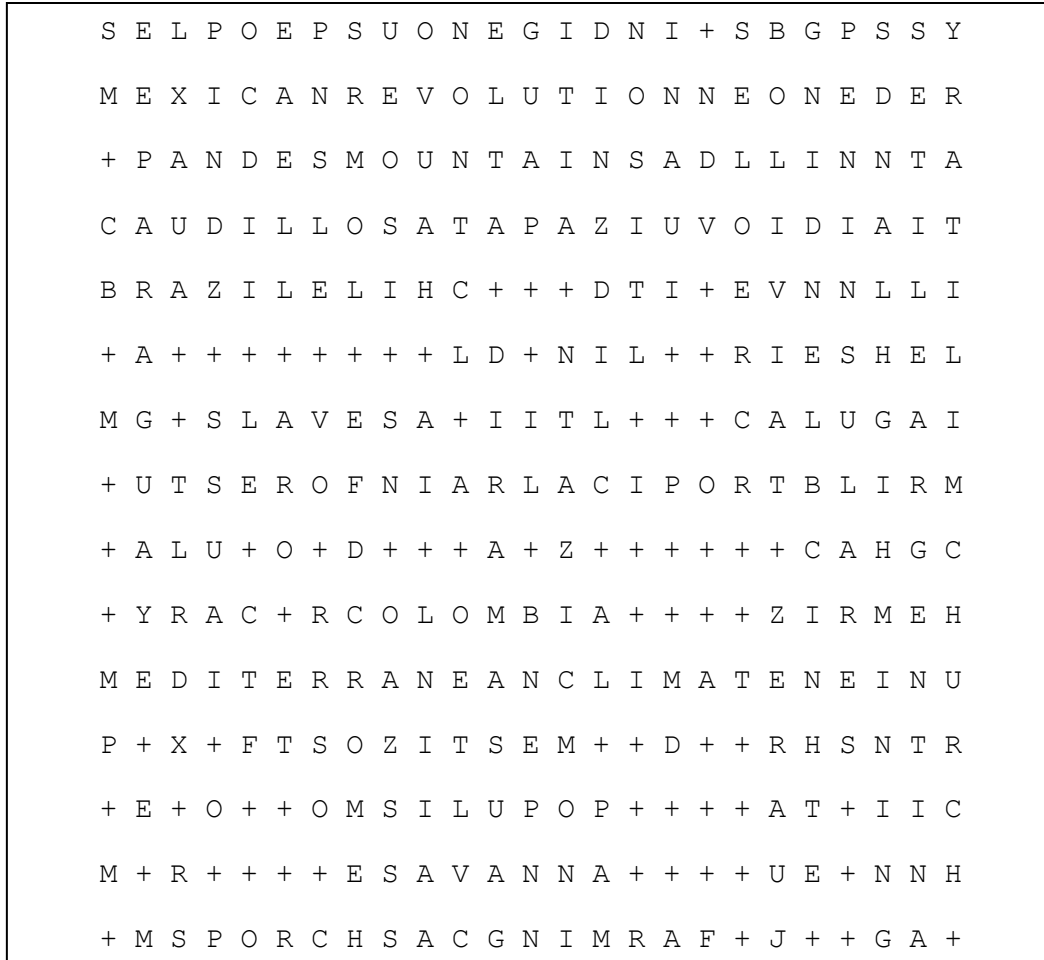 S E L P O E P S U O N E G I D N I + S B G P S S Y
M E X I C A N R E V O L U T I O N N E O N E D E R
+ P A N D E S M O U N T A I N S A D L L I N N T A
C A U D I L L O S A T A P A Z I U V O I D I A I T
B R A Z I L E L I H C + + + D T I + E V N N L L I
+ A + + + + + + + + L D + N I L + + R I E S H E L
M G + S L A V E S A + I I T L + + + C A L U G A I
+ U T S E R O F N I A R L A C I P O R T B L I R M
+ A L U + O + D + + + A + Z + + + + + + C A H G C
+ Y R A C + R C O L O M B I A + + + + Z I R M E H
M E D I T E R R A N E A N C L I M A T E N E I N U
P + X + F T S O Z I T S E M + + D + + R H S N T R
+ E + O + + O M S I L U P O P + + + + A T + I I C
M + R + + + + E S A V A N N A + + + + U E + N N H
+ M S P O R C H S A C G N I M R A F + J + + G A +